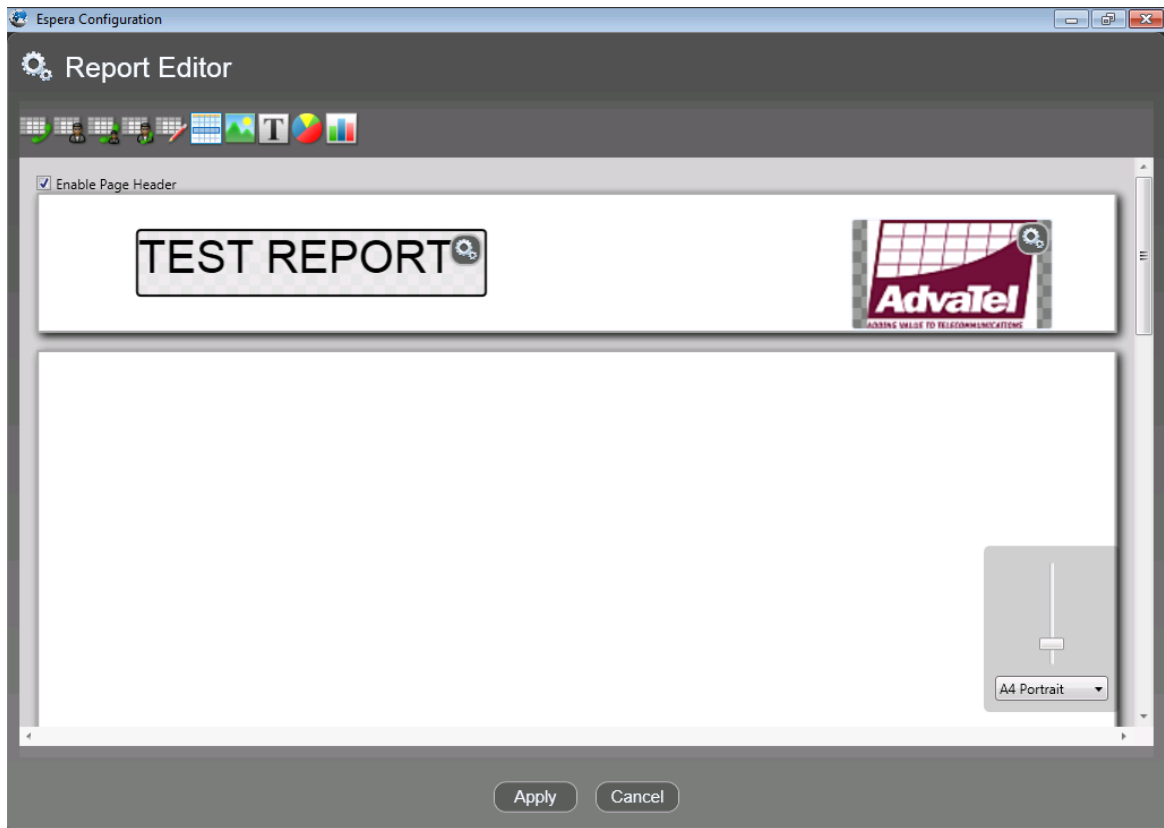 Espera Configuration
Report Editor
T
Enable Page Header
TEST REPORT
AdvaTel
ADDING VALUE TO TELECOMMUNICATIONS
A4 Portrait
Apply
Cancel